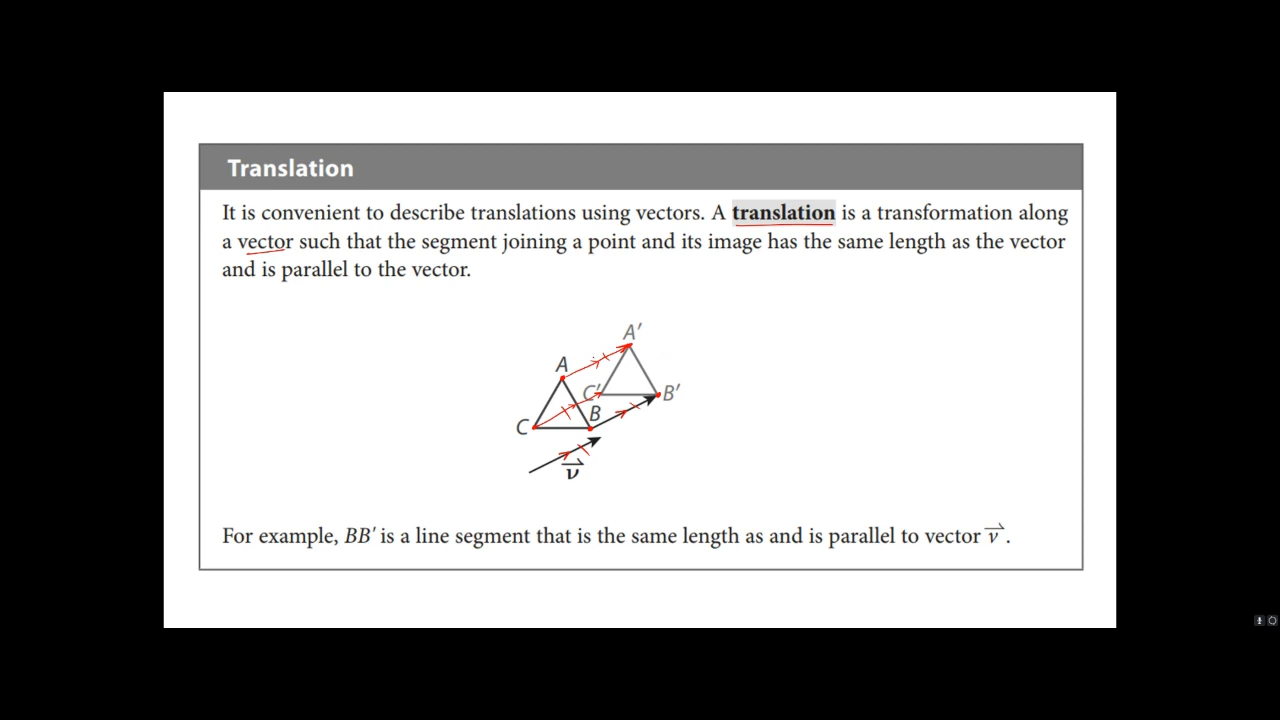 Translation
It is convenient to describe translations using vectors. A translation is a transformation along
a vector such that the segment joining a point and its image has the same length as the vector
and is parallel to the vector.
A′
A
C′
B′
B
C
v⃗
For example, BB′ is a line segment that is the same length as and is parallel to vector v⃗ .